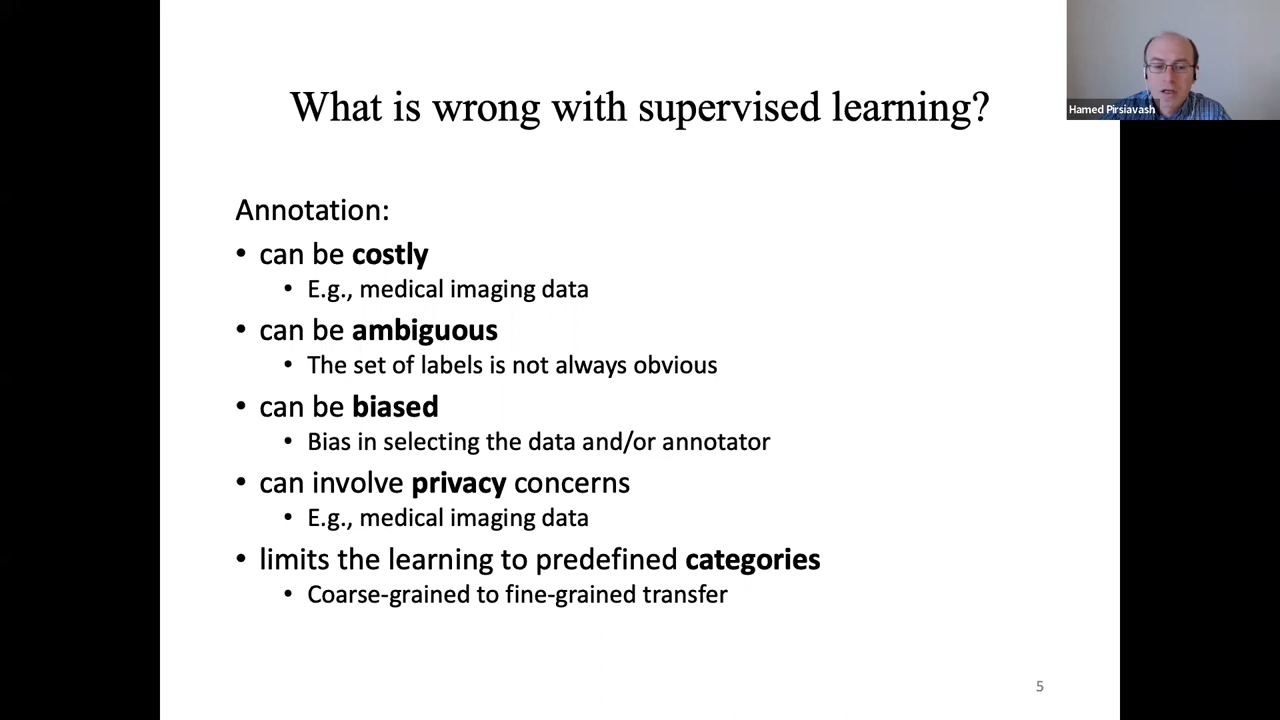 What is wrong with supervised learning?
Hamed Pirsiavash
Annotation:
• can be costly
• E.g., medical imaging data
• can be ambiguous
• The set of labels is not always obvious
• can be biased
• Bias in selecting the data and/or annotator
• can involve privacy concerns
• E.g., medical imaging data
• limits the learning to predefined categories
• Coarse-grained to fine-grained transfer
5